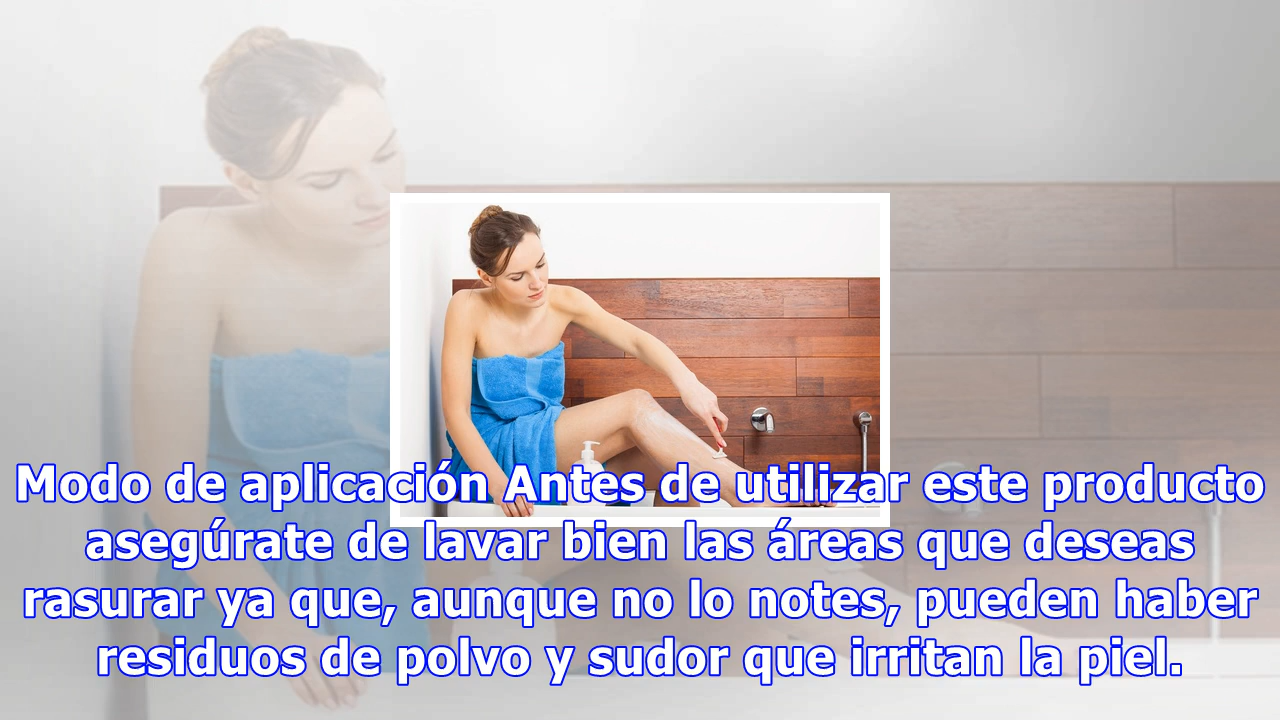 Modo de aplicación Antes de utilizar este producto
asegúrate de lavar bien las áreas que deseas
rasurar ya que, aunque no lo notes, pueden haber
residuos de polvo y sudor que irritan la piel.